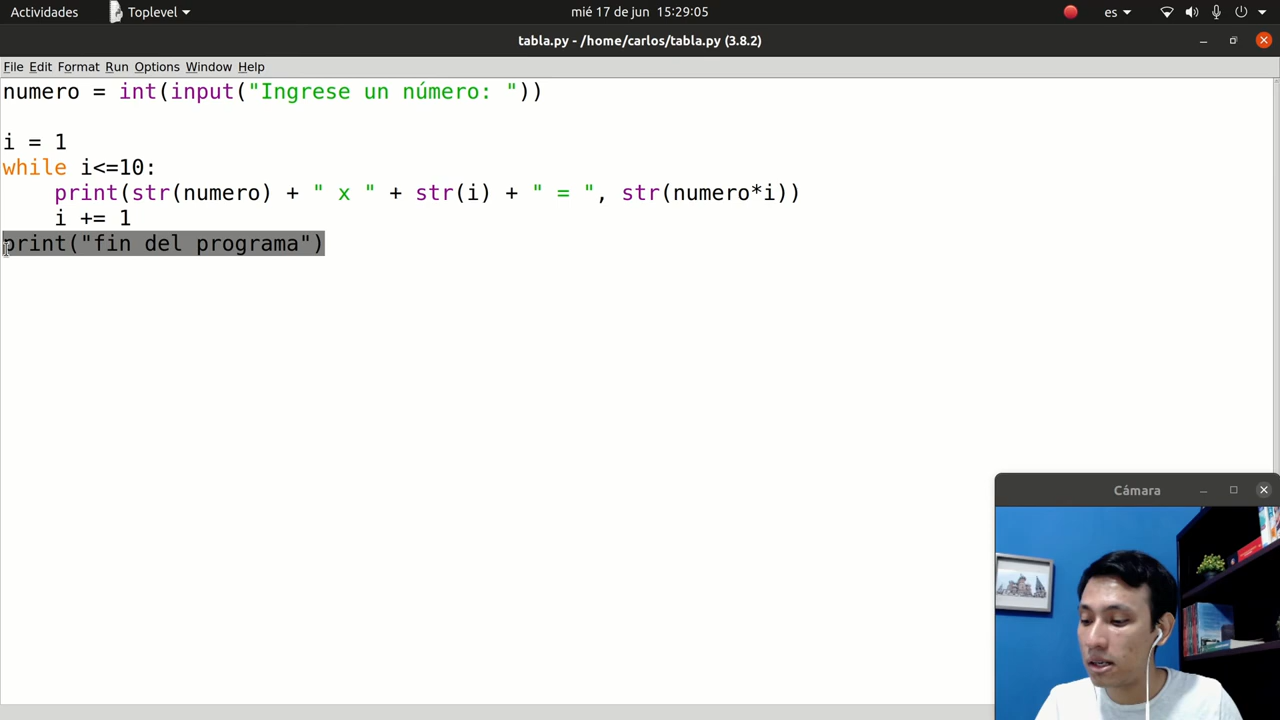 Actividades Toplevel mié 17 de jun 15:29:05 es
tabla.py - /home/carlos/tabla.py (3.8.2)
File Edit Format Run Options Window Help
numero = int(input("Ingrese un número: "))
i = 1
while i<=10:
    print(str(numero) + " x " + str(i) + " = ", str(numero*i))
    i += 1
print("fin del programa")
Cámara